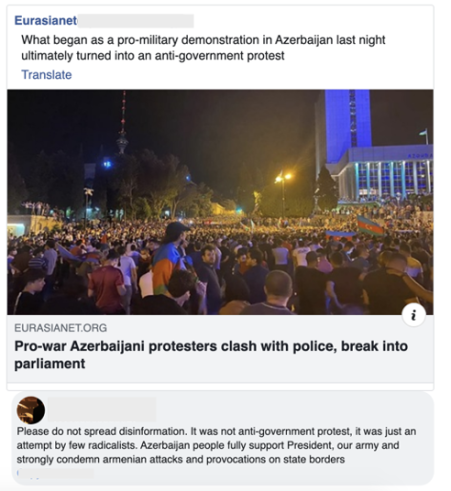 Eurasianet
What began as a pro-military demonstration in Azerbaijan last night
ultimately turned into an anti-government protest
Translate
i
EURASIANET.ORG
Pro-war Azerbaijani protesters clash with police, break into
parliament
Please do not spread disinformation. It was not anti-government protest, it was just an
attempt by few radicalists. Azerbaijan people fully support President, our army and
strongly condemn armenian attacks and provocations on state borders